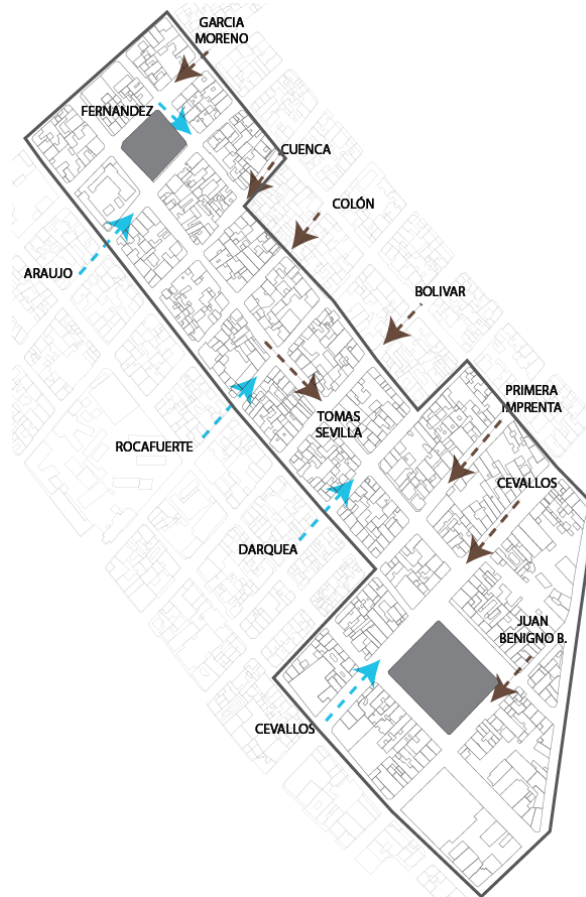 GARCIA
MORENO
FERNANDEZ
CUENCA
COLÓN
ARAUJO
BOLIVAR
PRIMERA
IMPRENTA
TOMAS
SEVILLA
ROCAFUERTE
CEVALLOS
DARQUEA
JUAN
BENIGNO B.
CEVALLOS